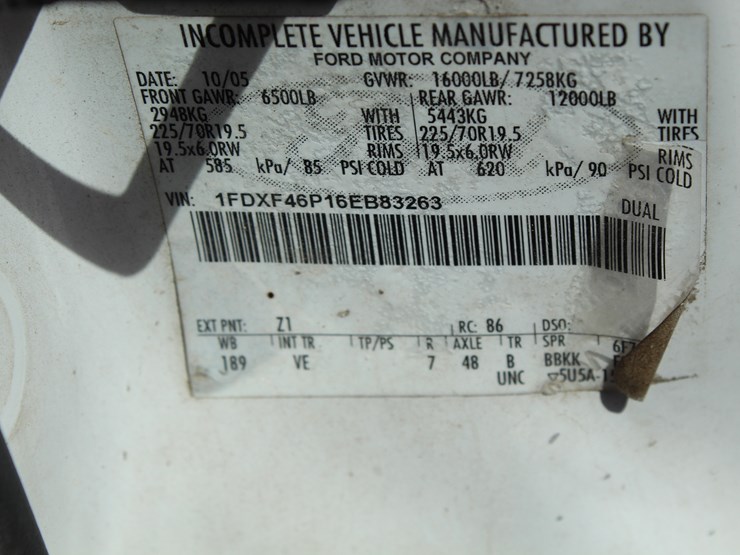 INCOMPLETE VEHICLE MANUFACTURED BY
FORD MOTOR COMPANY
DATE: 10/05 GVWR: 16000LB/ 7258KG
FRONT GAWR: 6500LB REAR GAWR: 12000LB
2948KG WITH 5443KG WITH
225/70R19.5 TIRES 225/70R19.5 TIRES
19.5x6.0RW RIMS 19.5x6.0RW RIMS
AT 585 kPa/ 85 PSI COLD AT 620 kPa/ 90 PSI COLD
VIN: 1FDXF46P16EB83263 DUAL
EXT PNT: Z1 RC: 86 DSO:
WB INT TR TP/PS R AXLE TR SPR
189 VE 7 48 B BBKK
UNC ▽5U5A-